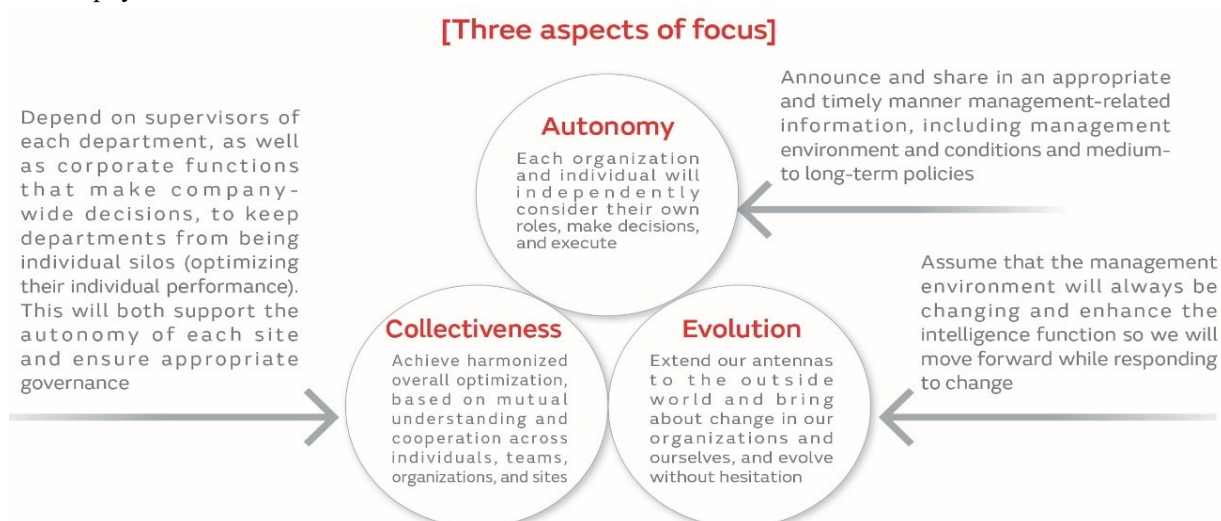 [Three aspects of focus]
Depend on supervisors of
each department, as well
as corporate functions
that make company-
wide decisions, to keep
departments from being
individual silos (optimizing
their individual performance).
This will both support the
autonomy of each site
and ensure appropriate
governance
Autonomy
Each organization
and individual will
independently
consider their own
roles, make decisions,
and execute
Announce and share in an appropriate
and timely manner management-related
information, including management
environment and conditions and medium-
to long-term policies
Collectiveness
Achieve harmonized
overall optimization,
based on mutual
understanding and
cooperation across
individuals, teams,
organizations, and sites
Evolution
Extend our antennas
to the outside
world and bring
about change in our
organizations and
ourselves, and evolve
without hesitation
Assume that the management
environment will always be
changing and enhance the
intelligence function so we will
move forward while responding
to change